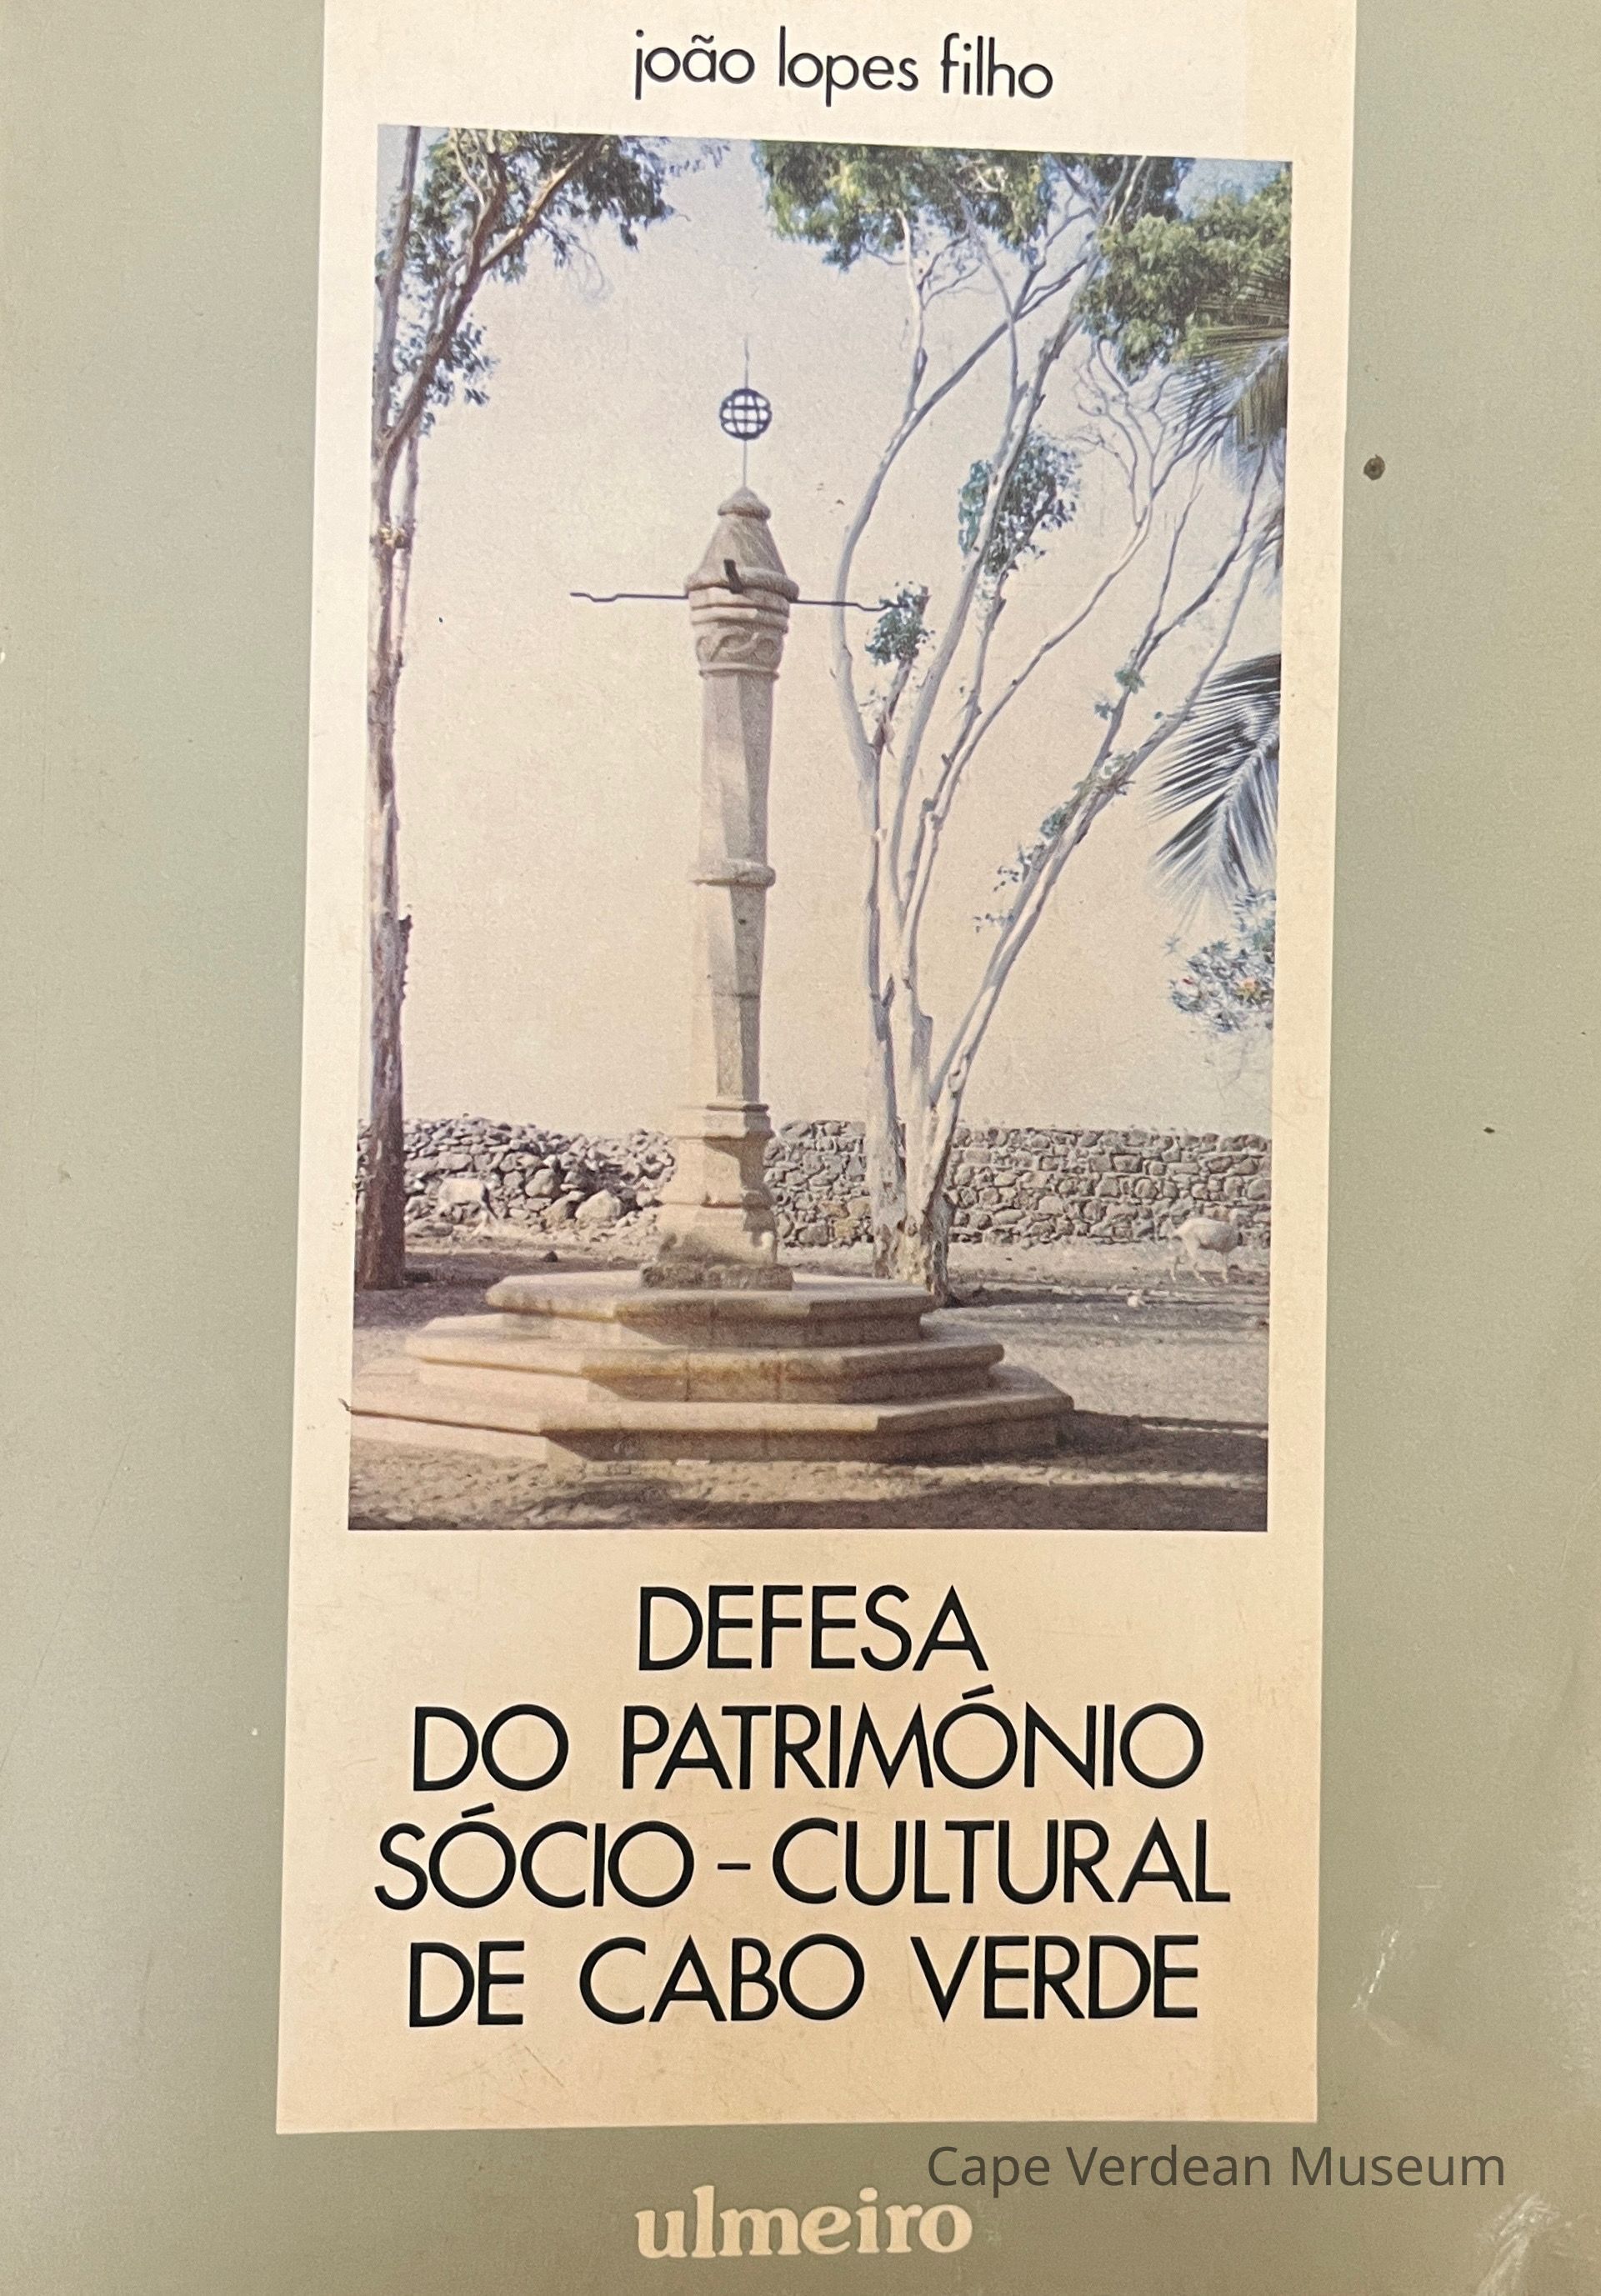 joão lopes filho
DEFESA
DO PATRIMÓNIO
SÓCIO-CULTURAL
DE CABO VERDE
Cape Verdean Museum
ulmeiro